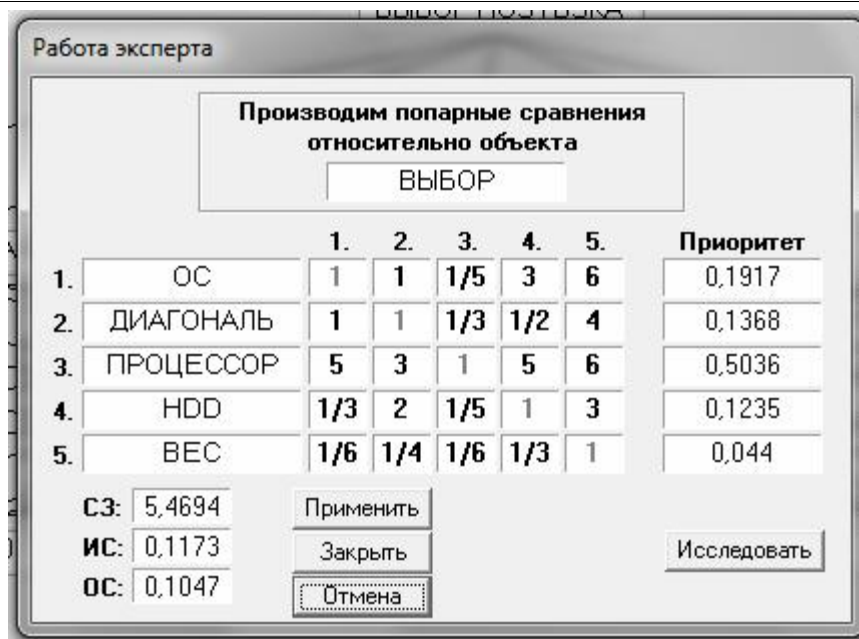 ВЫБОР НОУТБУКА
Работа эксперта
Производим попарные сравнения
относительно объекта
ВЫБОР
1. 2. 3. 4. 5. Приоритет
1. ОС 1 1 1/5 3 6 0,1917
2. ДИАГОНАЛЬ 1 1 1/3 1/2 4 0,1368
3. ПРОЦЕССОР 5 3 1 5 6 0,5036
4. HDD 1/3 2 1/5 1 3 0,1235
5. ВЕС 1/6 1/4 1/6 1/3 1 0,044
СЗ: 5,4694 Применить
ИС: 0,1173 Закрыть Исследовать
ОС: 0,1047 Отмена